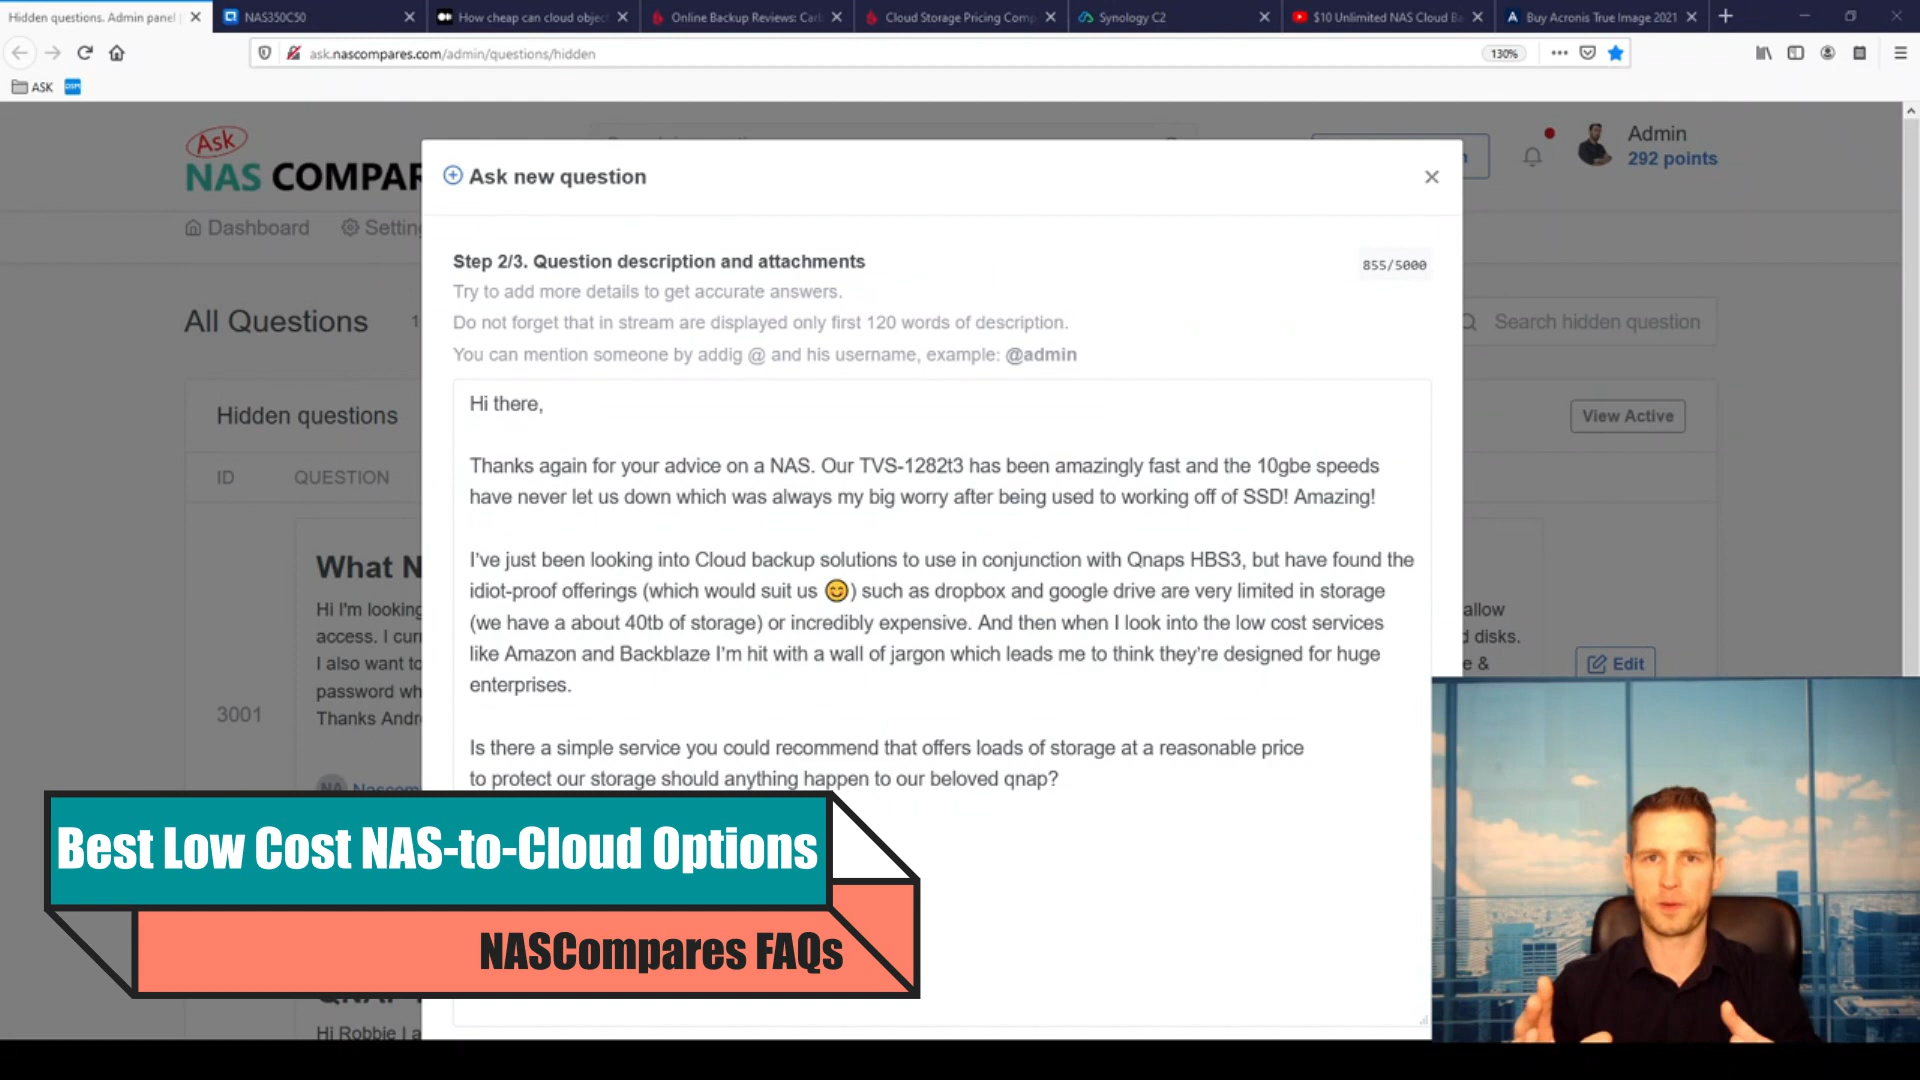 Hidden questions. Admin panel
NAS350C50
How cheap can cloud objec
Online Backup Reviews: Car
Cloud Storage Pricing Comp
Synology C2
$10 Unlimited NAS Cloud B
Buy Acronis True Image 2021
ask.nascompares.com/admin/questions/hidden
130%
ASK
DSM
Ask
NAS COMPAR
Admin
292 points
Dashboard
Setting
Ask new question
Step 2/3. Question description and attachments
855/5000
Try to add more details to get accurate answers.
Do not forget that in stream are displayed only first 120 words of description.
You can mention someone by addig @ and his username, example: @admin
All Questions
1
Search hidden question
Hidden questions
View Active
ID
QUESTION
Hi there,
Thanks again for your advice on a NAS. Our TVS-1282t3 has been amazingly fast and the 10gbe speeds
have never let us down which was always my big worry after being used to working off of SSD! Amazing!
I've just been looking into Cloud backup solutions to use in conjunction with Qnaps HBS3, but have found the
idiot-proof offerings (which would suit us 😊) such as dropbox and google drive are very limited in storage
(we have a about 40tb of storage) or incredibly expensive. And then when I look into the low cost services
like Amazon and Backblaze I'm hit with a wall of jargon which leads me to think they're designed for huge
enterprises.
Is there a simple service you could recommend that offers loads of storage at a reasonable price
to protect our storage should anything happen to our beloved qnap?
3001
What N
Hi I'm looking
access. I curr
I also want to
password wh
Thanks Andr
NA Nascom
allow
d disks.
e &
Edit
Best Low Cost NAS-to-Cloud Options
NASCompares FAQs
Hi Robbie I a